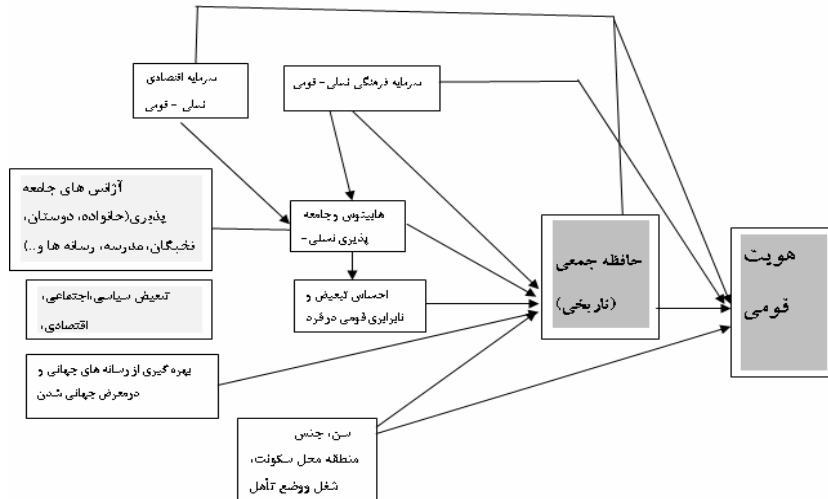 سرمایه اقتصادی
نسلی - قومی
سرمایه فرهنگی نسلی - قومی
آژانس های جامعه
پذیری(خانواده، دوستان،
نخبگان، مدرسه، رسانه ها و..)
هابیتوس و جامعه
پذیری نسلی-
تبعیض سیاسی،اجتماعی،
اقتصادی،
احساس تبعیض و
نابرابری قومی در فرد
حافظه جمعی
(تاریخی)
هویت
قومی
بهره گیری از رسانه های جهانی و
درمعرض جهانی شدن
سن، جنس
منطقه محل سکونت،
شغل ووضع تأهل